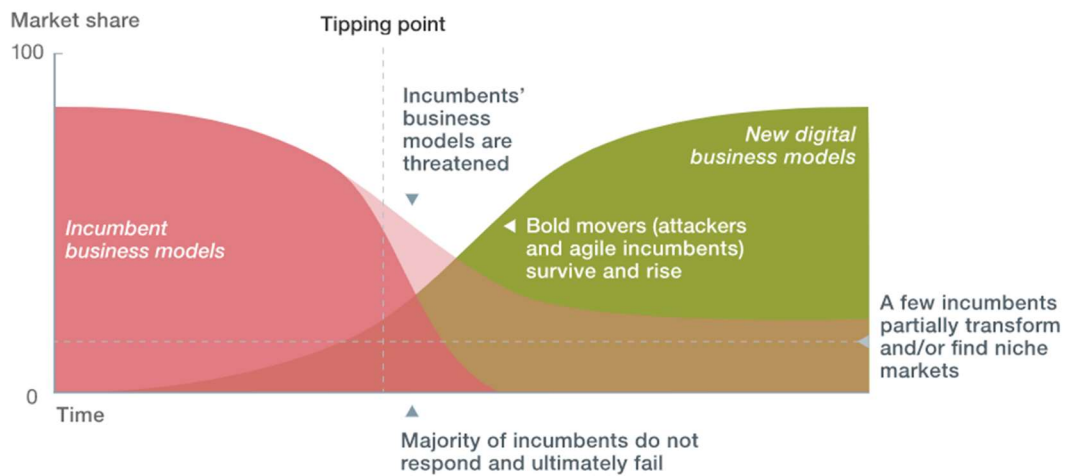 Market share
100
Tipping point
Incumbents’
business
models are
threatened
New digital
business models
Incumbent
business models
Bold movers (attackers
and agile incumbents)
survive and rise
A few incumbents
partially transform
and/or find niche
markets
0
Time
Majority of incumbents do not
respond and ultimately fail